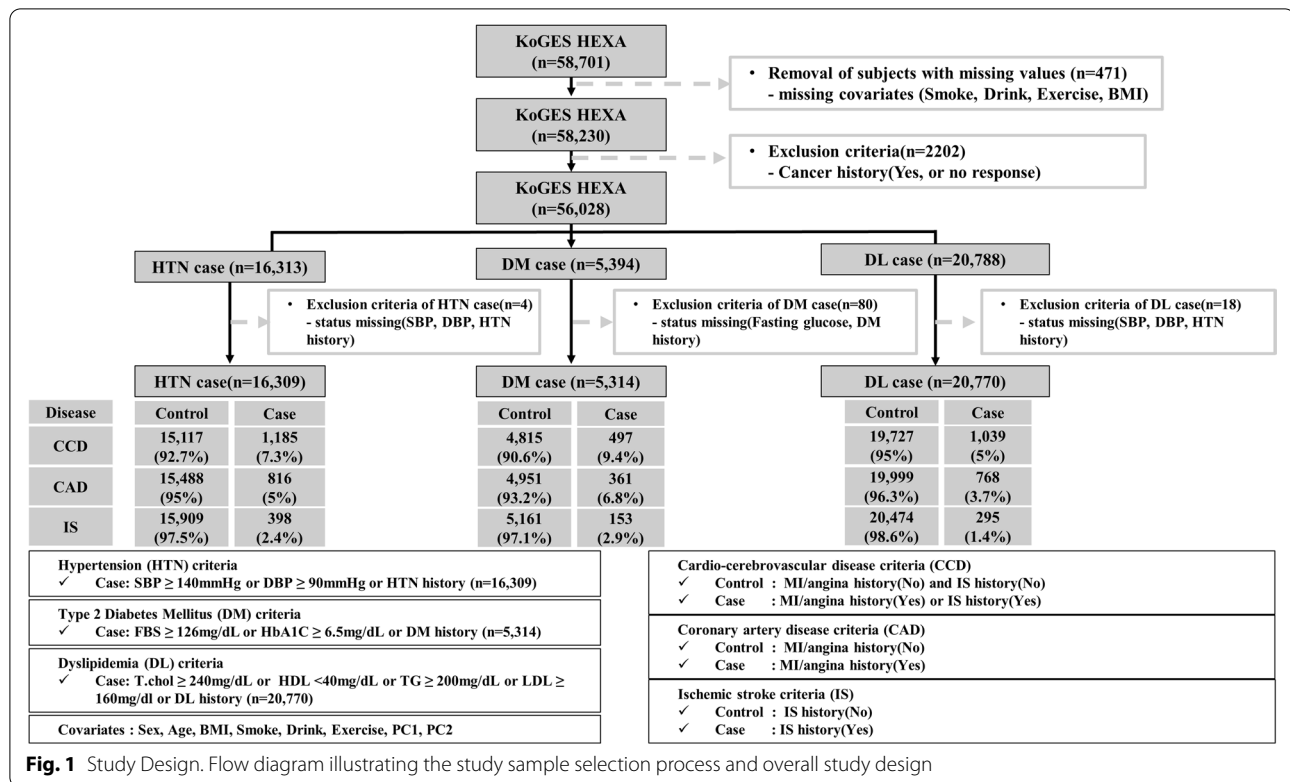 KoGES HEXA
(n=58,701)
• Removal of subjects with missing values (n=471)
- missing covariates (Smoke, Drink, Exercise, BMI)
KoGES HEXA
(n=58,230)
• Exclusion criteria(n=2202)
- Cancer history(Yes, or no response)
KoGES HEXA
(n=56,028)
HTN case (n=16,313)
DM case (n=5,394)
DL case (n=20,788)
• Exclusion criteria of HTN case(n=4)
- status missing(SBP, DBP, HTN
history)
• Exclusion criteria of DM case(n=80)
- status missing(Fasting glucose, DM
history)
• Exclusion criteria of DL case(n=18)
- status missing(SBP, DBP, HTN
history)
HTN case(n=16,309)
DM case (n=5,314)
DL case (n=20,770)
Disease Control Case Control Case Control Case
CCD 15,117 1,185 4,815 497 19,727 1,039
(92.7%) (7.3%) (90.6%) (9.4%) (95%) (5%)
CAD 15,488 816 4,951 361 19,999 768
(95%) (5%) (93.2%) (6.8%) (96.3%) (3.7%)
IS 15,909 398 5,161 153 20,474 295
(97.5%) (2.4%) (97.1%) (2.9%) (98.6%) (1.4%)
Hypertension (HTN) criteria
✓ Case: SBP ≥ 140mmHg or DBP ≥ 90mmHg or HTN history (n=16,309)
Type 2 Diabetes Mellitus (DM) criteria
✓ Case: FBS ≥ 126mg/dL or HbA1C ≥ 6.5mg/dL or DM history (n=5,314)
Dyslipidemia (DL) criteria
✓ Case: T.chol ≥ 240mg/dL or HDL <40mg/dL or TG ≥ 200mg/dL or LDL ≥
160mg/dl or DL history (n=20,770)
Covariates : Sex, Age, BMI, Smoke, Drink, Exercise, PC1, PC2
Cardio-cerebrovascular disease criteria (CCD)
✓ Control : MI/angina history(No) and IS history(No)
✓ Case : MI/angina history(Yes) or IS history(Yes)
Coronary artery disease criteria (CAD)
✓ Control : MI/angina history(No)
✓ Case : MI/angina history(Yes)
Ischemic stroke criteria (IS)
✓ Control : IS history(No)
✓ Case : IS history(Yes)
Fig. 1 Study Design. Flow diagram illustrating the study sample selection process and overall study design